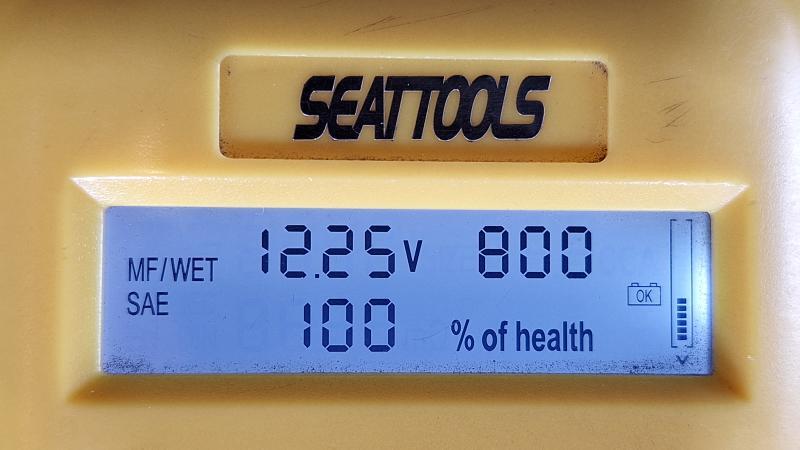 SEATTOOLS
MF/WET 12.25V 800
SAE
OK
100 % of health